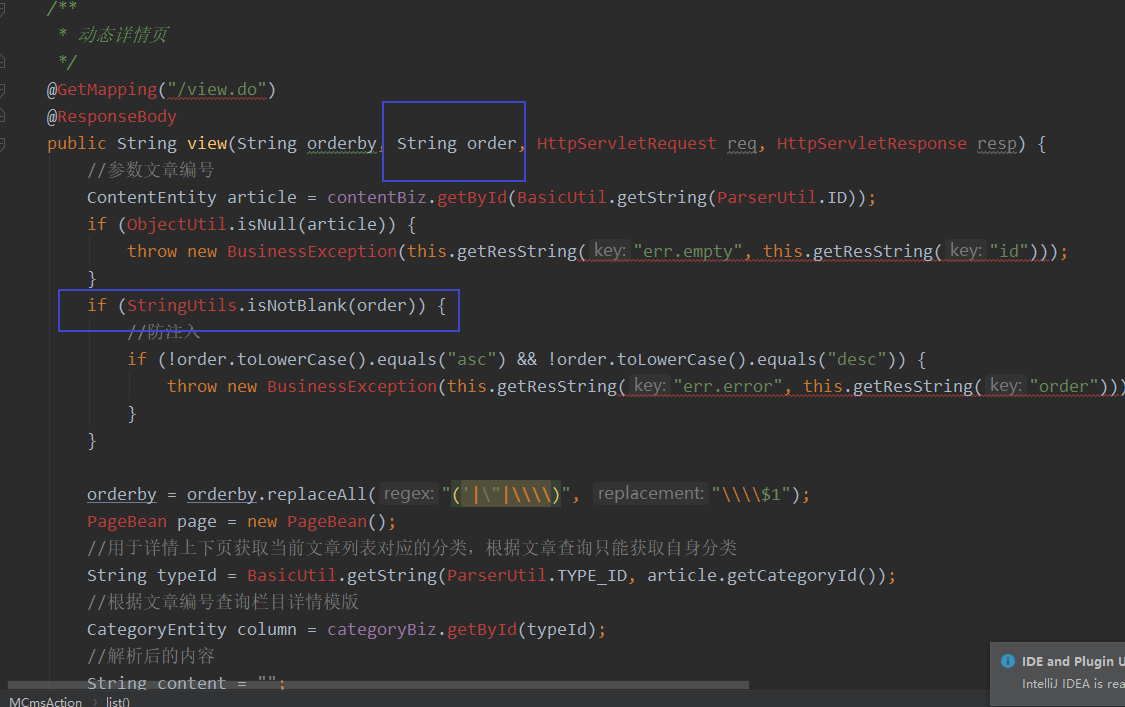 /**
* 动态详情页
*/
@GetMapping("/view.do")
@ResponseBody
public String view(String orderby, String order, HttpServletRequest req, HttpServletResponse resp) {
//参数文章编号
ContentEntity article = contentBiz.getById(BasicUtil.getString(ParserUtil.ID));
if (ObjectUtil.isNull(article)) {
throw new BusinessException(this.getResString( key: "err.empty", this.getResString( key: "id")));
}
if (StringUtils.isNotBlank(order)) {
//防注入
if (!order.toLowerCase().equals("asc") && !order.toLowerCase().equals("desc")) {
throw new BusinessException(this.getResString( key: "err.error", this.getResString( key: "order")))
}
}
orderby = orderby.replaceAll( regex: "('|\"|\\\\)", replacement: "\\\\$1");
PageBean page = new PageBean();
//用于详情上下页获取当前文章列表对应的分类，根据文章查询只能获取自身分类
String typeId = BasicUtil.getString(ParserUtil.TYPE_ID, article.getCategoryId());
//根据文章编号查询栏目详情模版
CategoryEntity column = categoryBiz.getById(typeId);
//解析后的内容
String content = "";
IDE and Plugin U
IntelliJ IDEA is rea
MCmsAction > list()